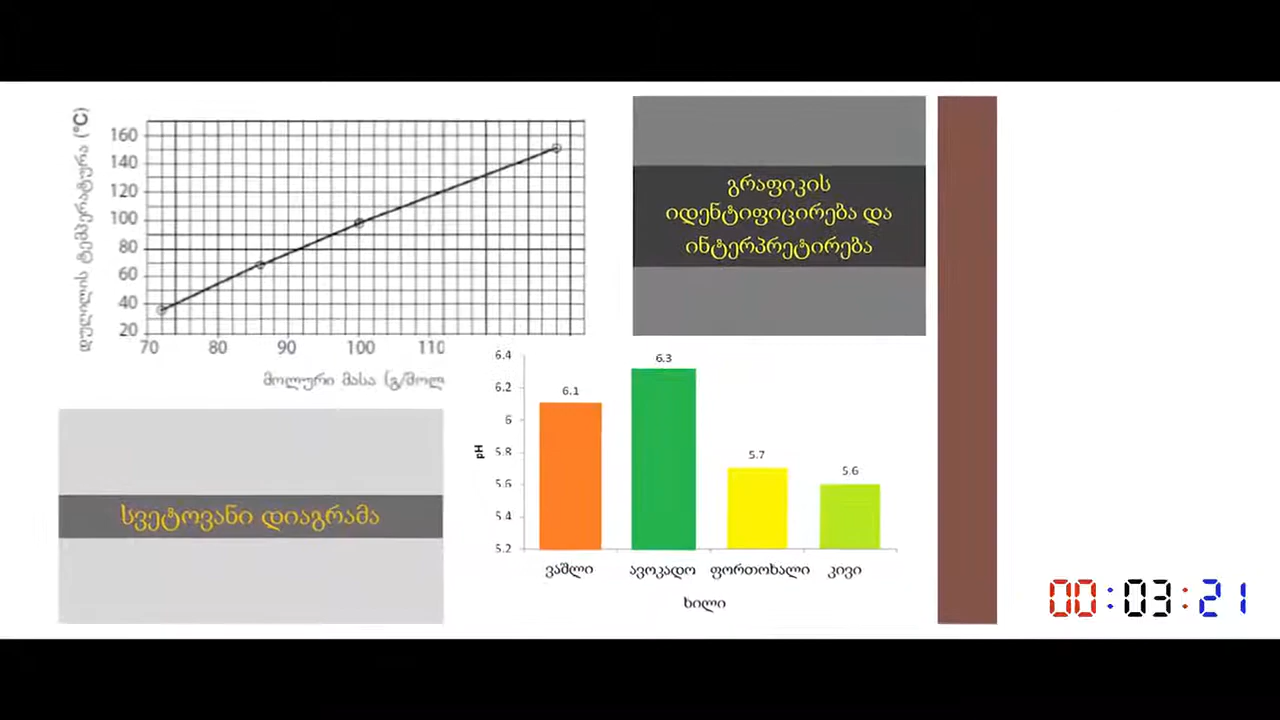 დუღილის ტემპერატურა (°C)
160
140
120
100
80
60
40
20
70 80 90 100 110
მოლური მასა (გ/მოლ
გრაფიკის
იდენტიფიცირება და
ინტერპრეტირება
სვეტოვანი დიაგრამა
pH
6.4
6.2
6
5.8
5.6
5.4
5.2
6.1
6.3
5.7
5.6
ვაშლი ავოკადო ფორთოხალი კივი
ხილი
00:03:21